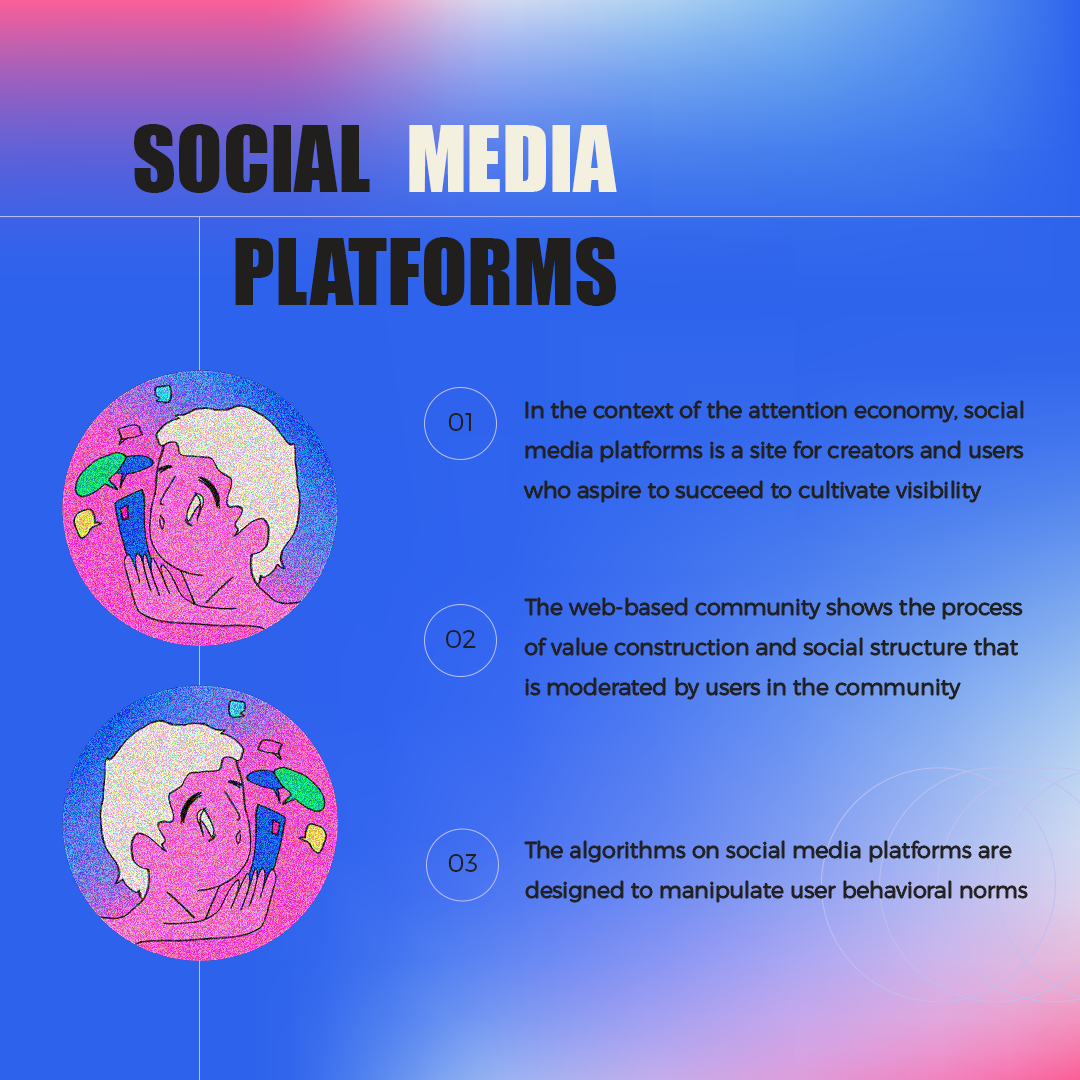 SOCIAL MEDIA
PLATFORMS
01
In the context of the attention economy, social
media platforms is a site for creators and users
who aspire to succeed to cultivate visibility
02
The web-based community shows the process
of value construction and social structure that
is moderated by users in the community
03
The algorithms on social media platforms are
designed to manipulate user behavioral norms